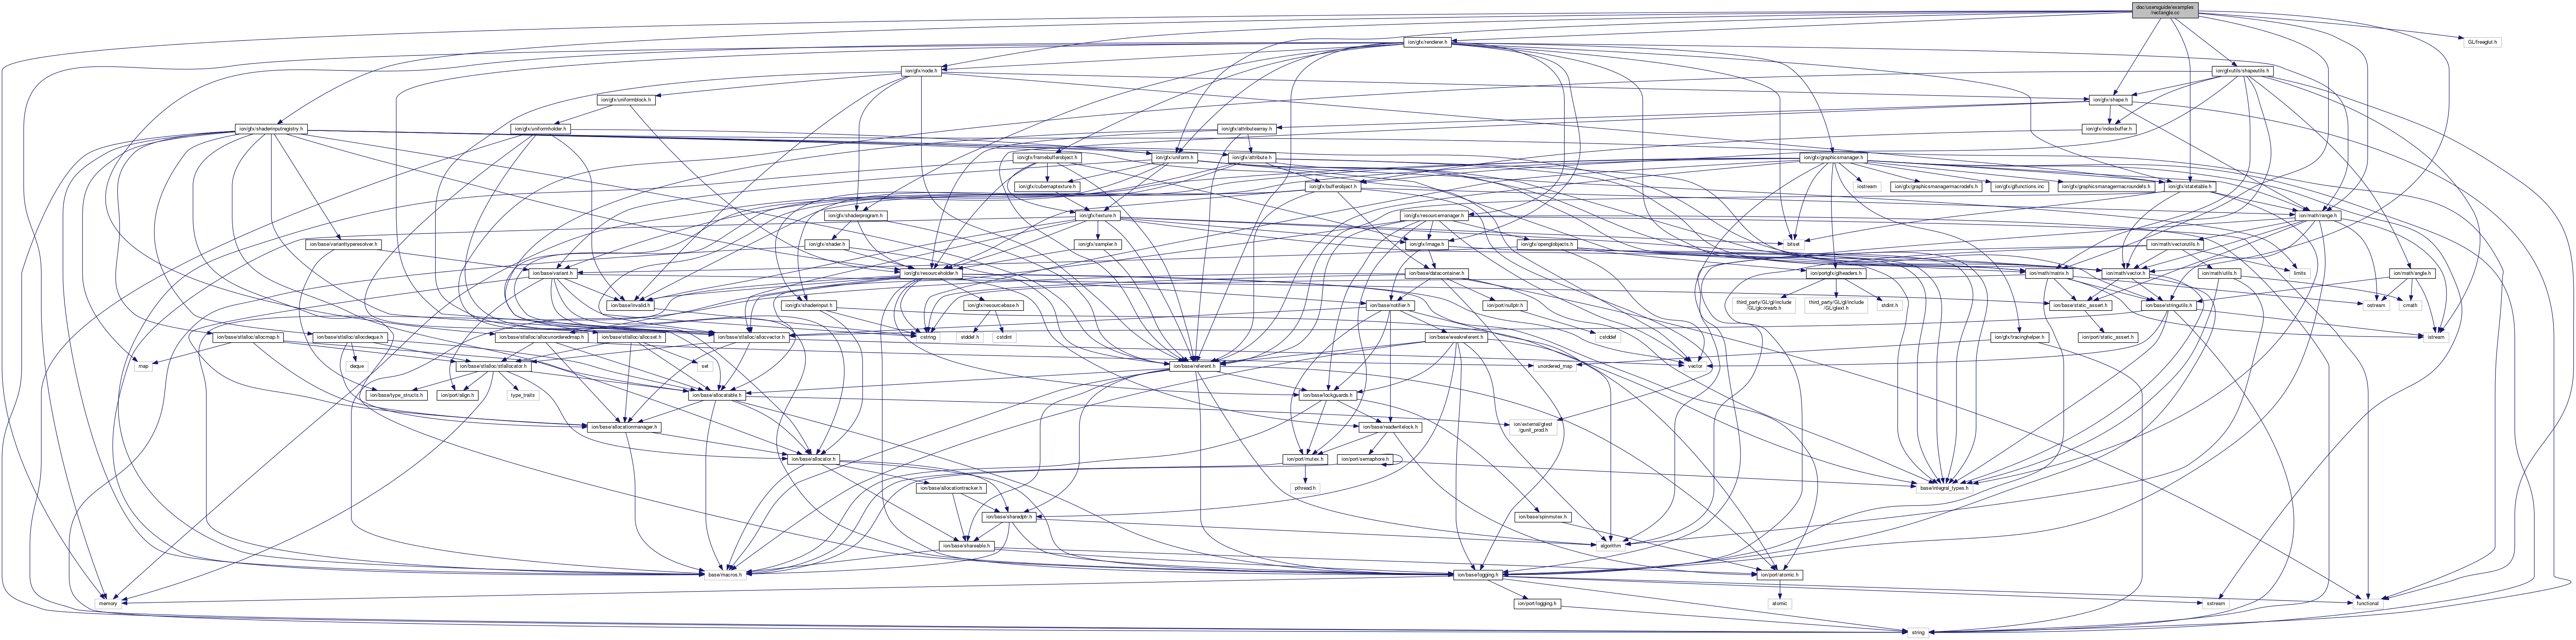 doc/usersguide/examples
/rectangle.cc
ion/gfx/renderer.h
GL/freeglut.h
ion/gfx/node.h
ion/gfxutils/shapeutils.h
ion/gfx/uniformblock.h
ion/gfx/shape.h
ion/gfx/shaderinputregistry.h
ion/gfx/uniformholder.h
ion/gfx/attributearray.h
ion/gfx/indexbuffer.h
ion/gfx/framebufferobject.h
ion/gfx/uniform.h
ion/gfx/attribute.h
ion/gfx/graphicsmanager.h
ion/gfx/cubemaptexture.h
ion/gfx/bufferobject.h
iostream
ion/gfx/graphicsmanagermacrodefs.h
ion/gfx/glfunctions.inc
ion/gfx/graphicsmanagermacroundefs.h
ion/gfx/statetable.h
ion/gfx/shaderprogram.h
ion/gfx/texture.h
ion/gfx/resourcemanager.h
ion/math/range.h
ion/base/varianttyperesolver.h
ion/gfx/shader.h
ion/gfx/sampler.h
ion/gfx/image.h
ion/gfx/openglobjects.h
bitset
ion/math/vectorutils.h
ion/base/variant.h
ion/gfx/resourceholder.h
ion/base/datacontainer.h
ion/portgfx/glheaders.h
ion/math/matrix.h
ion/math/vector.h
ion/math/utils.h
limits
ion/math/angle.h
ion/base/invalid.h
ion/gfx/shaderinput.h
ion/gfx/resourcebase.h
ion/base/notifier.h
ion/port/nullptr.h
third_party/GL/gl/include
/GL/glcorearb.h
third_party/GL/gl/include
/GL/glext.h
stdint.h
ion/base/static_assert.h
ion/base/stringutils.h
ostream
cmath
ion/base/stlalloc/allocmap.h
ion/base/stlalloc/allocdeque.h
ion/base/stlalloc/allocunorderedmap.h
ion/base/stlalloc/allocset.h
ion/base/stlalloc/allocvector.h
cstring
stddef.h
cstdint
ion/base/weakreferent.h
cstddef
ion/gfx/tracinghelper.h
ion/port/static_assert.h
istream
map
deque
ion/base/stlalloc/stlallocator.h
set
ion/base/referent.h
unordered_map
vector
ion/base/type_structs.h
ion/port/align.h
type_traits
ion/base/allocatable.h
ion/base/lockguards.h
ion/base/allocationmanager.h
ion/external/gtest
/gunit_prod.h
ion/base/readwritelock.h
ion/base/allocator.h
ion/port/mutex.h
ion/port/semaphore.h
ion/base/allocationtracker.h
pthread.h
base/integral_types.h
ion/base/sharedptr.h
ion/base/spinmutex.h
ion/base/shareable.h
algorithm
base/macros.h
ion/base/logging.h
ion/port/atomic.h
memory
ion/port/logging.h
atomic
sstream
functional
string